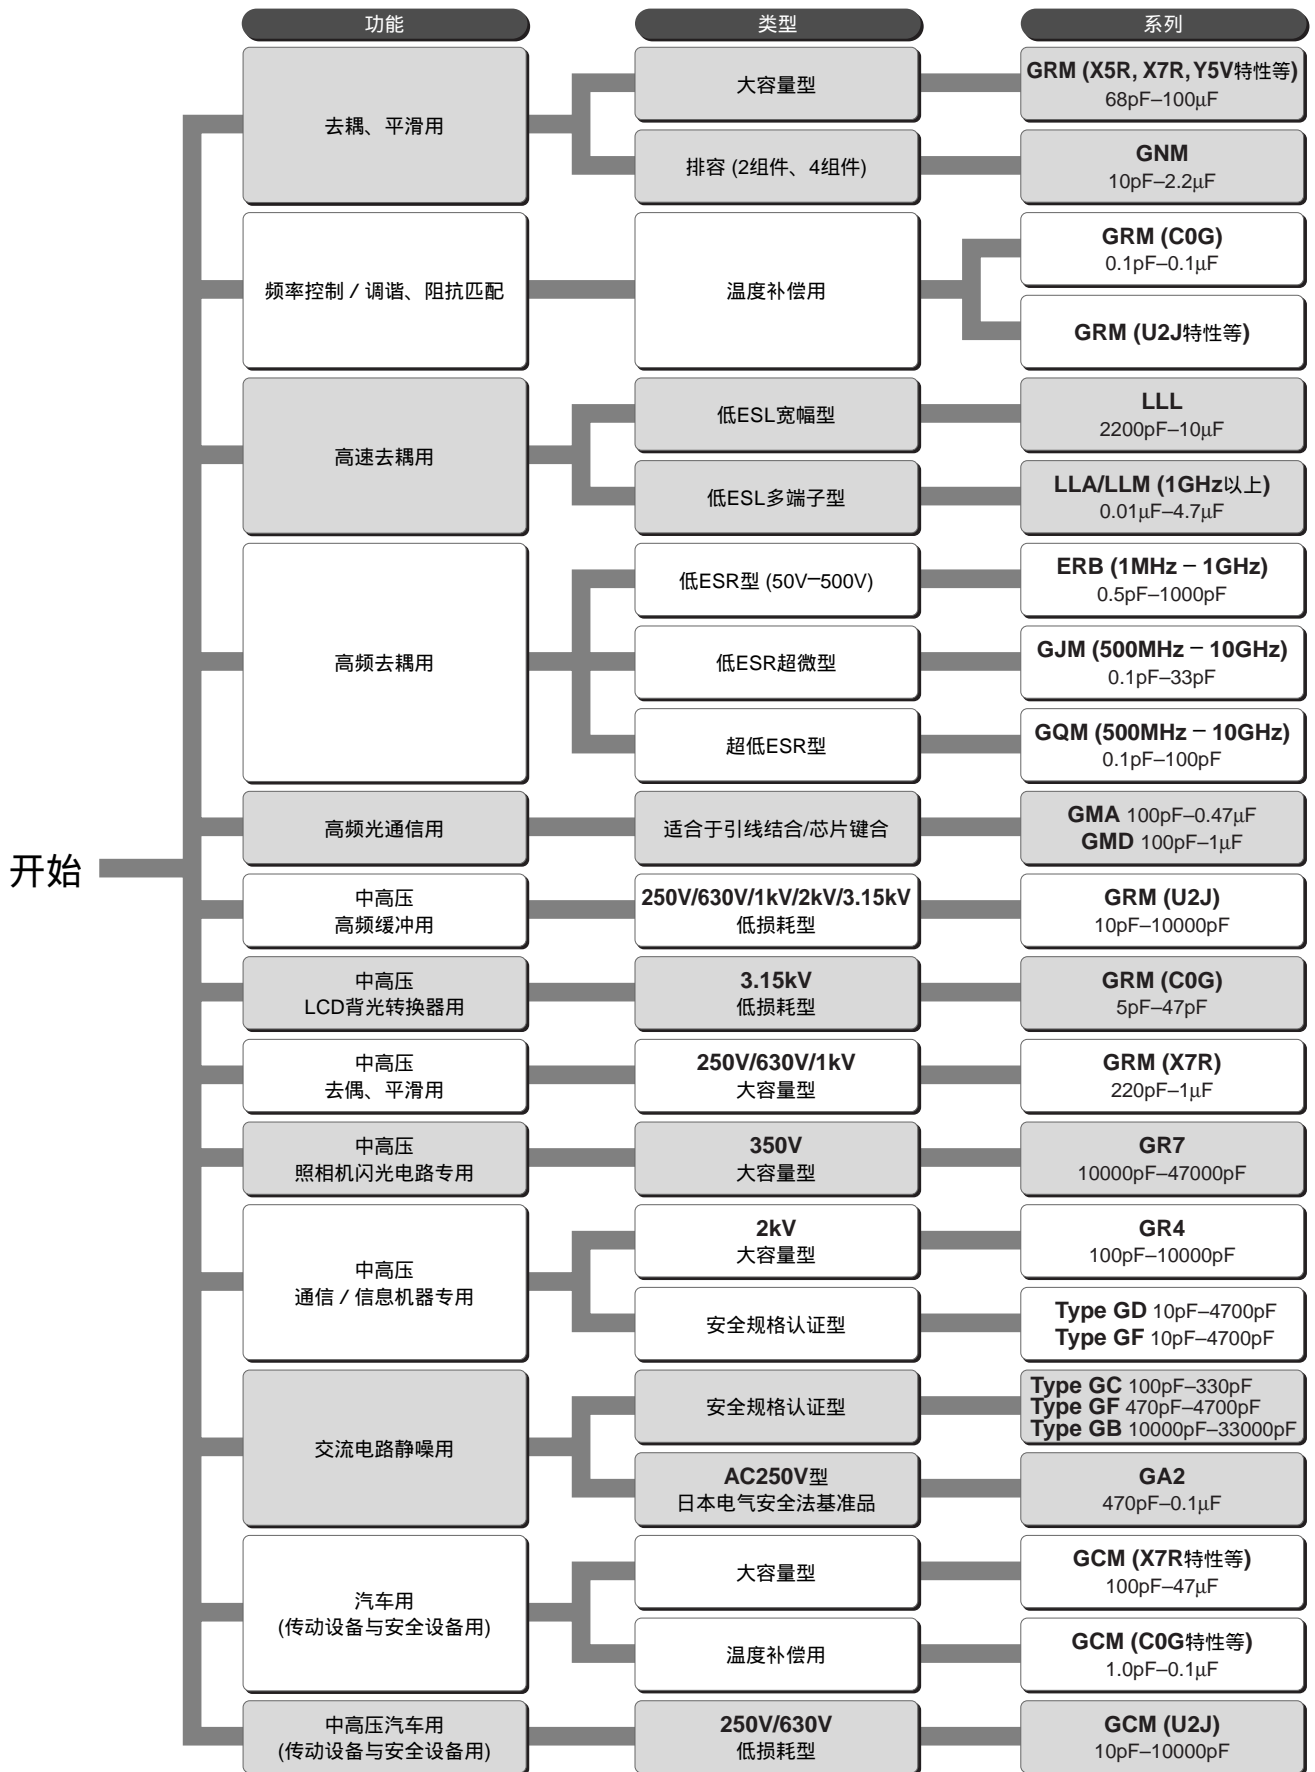 功能
类型
系列
去耦、平滑用
大容量型
GRM (X5R, X7R, Y5V特性等)
68pF–100μF
排容 (2组件、4组件)
GNM
10pF–2.2μF
频率控制 / 调谐、阻抗匹配
温度补偿用
GRM (C0G)
0.1pF–0.1μF
GRM (U2J特性等)
高速去耦用
低ESL宽幅型
LLL
2200pF–10μF
低ESL多端子型
LLA/LLM (1GHz以上)
0.01μF–4.7μF
高频去耦用
低ESR型 (50V–500V)
ERB (1MHz – 1GHz)
0.5pF–1000pF
低ESR超微型
GJM (500MHz – 10GHz)
0.1pF–33pF
超低ESR型
GQM (500MHz – 10GHz)
0.1pF–100pF
高频光通信用
适合于引线结合/芯片键合
GMA 100pF–0.47μF
GMD 100pF–1μF
开始
中高压
高频缓冲用
250V/630V/1kV/2kV/3.15kV
低损耗型
GRM (U2J)
10pF–10000pF
中高压
LCD背光转换器用
3.15kV
低损耗型
GRM (C0G)
5pF–47pF
中高压
去偶、平滑用
250V/630V/1kV
大容量型
GRM (X7R)
220pF–1μF
中高压
照相机闪光电路专用
350V
大容量型
GR7
10000pF–47000pF
中高压
通信 / 信息机器专用
2kV
大容量型
GR4
100pF–10000pF
安全规格认证型
Type GD 10pF–4700pF
Type GF 10pF–4700pF
交流电路静噪用
安全规格认证型
Type GC 100pF–330pF
Type GF 470pF–4700pF
Type GB 10000pF–33000pF
AC250V型
日本电气安全法基准品
GA2
470pF–0.1μF
汽车用
(传动设备与安全设备用)
大容量型
GCM (X7R特性等)
100pF–47μF
温度补偿用
GCM (C0G特性等)
1.0pF–0.1μF
中高压汽车用
(传动设备与安全设备用)
250V/630V
低损耗型
GCM (U2J)
10pF–10000pF